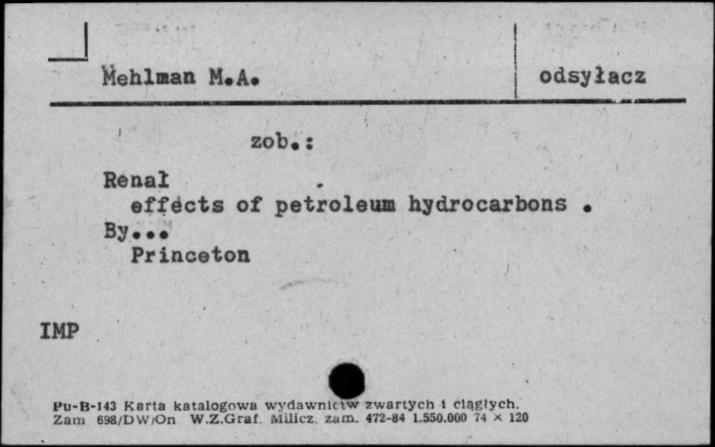 Mehlman M.A.
odsyłacz
zob.:
Renal
effects of petroleum hydrocarbons .
By...
Princeton
IMP
Pu-B-143 Karta katalogowa wydawnictw zwartych i ciągłych.
Zam 698/DW/On W.Z.Graf. Milicz, zam. 472-84 1.550.000 74 × 120